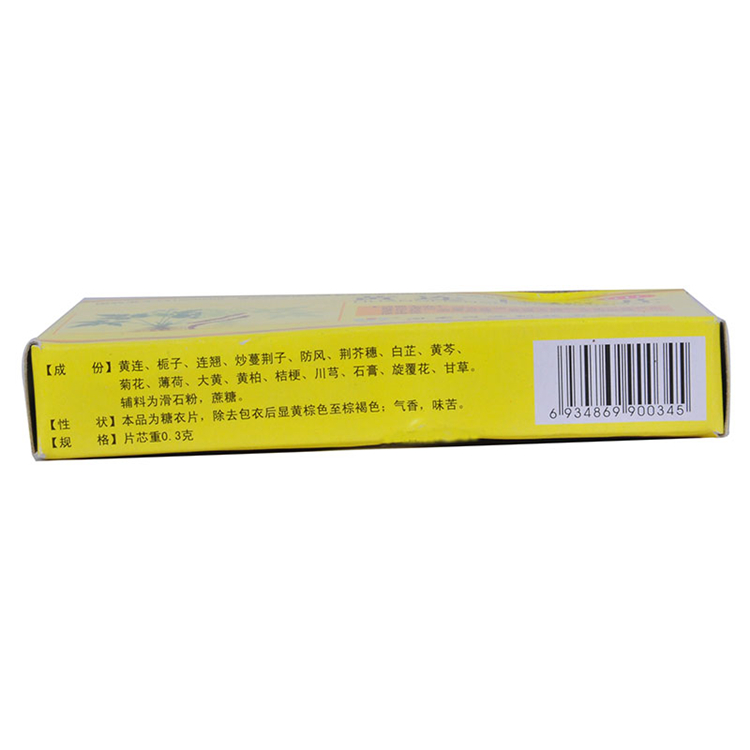 【成 份】黄连、栀子、连翘、炒蔓荆子、防风、荆芥穗、白芷、黄芩、
菊花、薄荷、大黄、黄柏、桔梗、川芎、石膏、旋覆花、甘草。
辅料为滑石粉，蔗糖。
【性 状】本品为糖衣片，除去包衣后显黄棕色至棕褐色；气香，味苦。
【规 格】片芯重0.3克
6 934869 900345